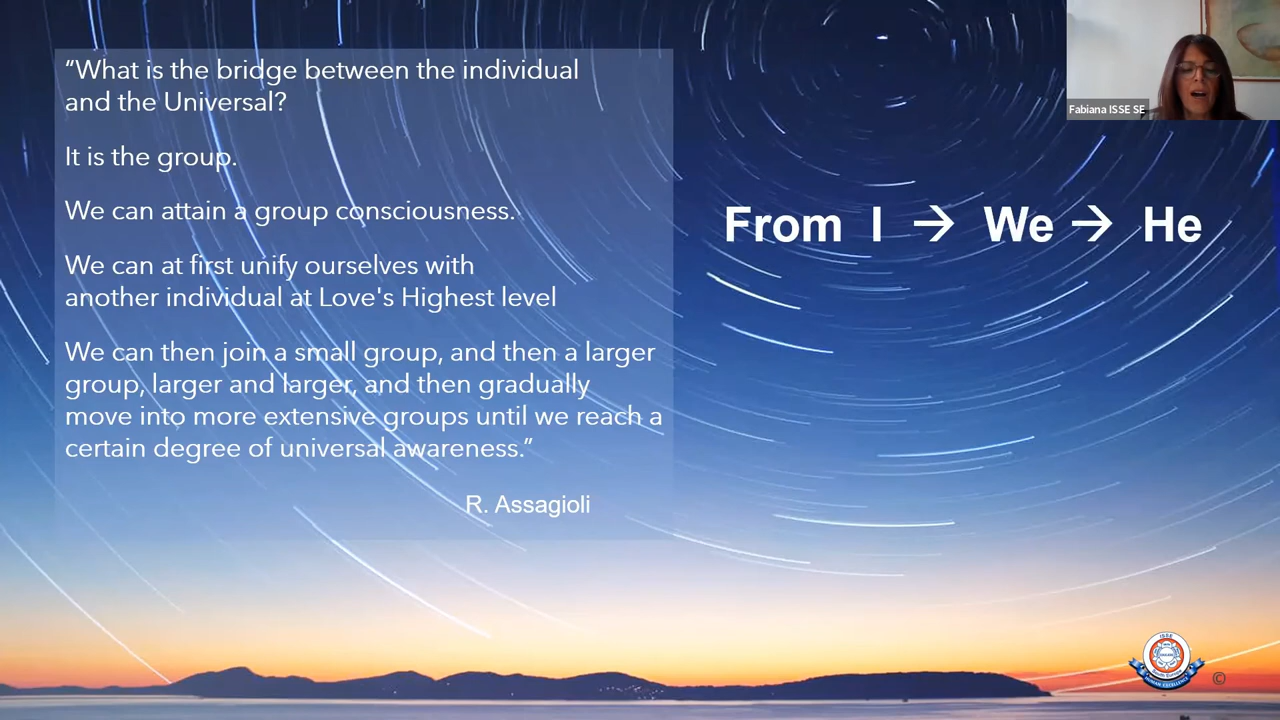 “What is the bridge between the individual
and the Universal?
It is the group.
We can attain a group consciousness.
We can at first unify ourselves with
another individual at Love's Highest level
We can then join a small group, and then a larger
group, larger and larger, and then gradually
move into more extensive groups until we reach a
certain degree of universal awareness.”
R. Assagioli
From I → We → He
Fabiana ISSE SE
ISSE
HUMAN EXCELLENCE
©